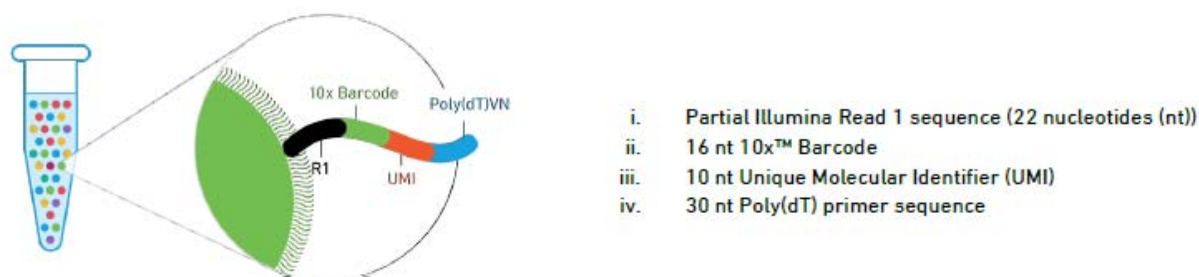 10x Barcode
Poly(dT)VN
R1
UMI
i. Partial Illumina Read 1 sequence (22 nucleotides (nt))
ii. 16 nt 10x™ Barcode
iii. 10 nt Unique Molecular Identifier (UMI)
iv. 30 nt Poly(dT) primer sequence